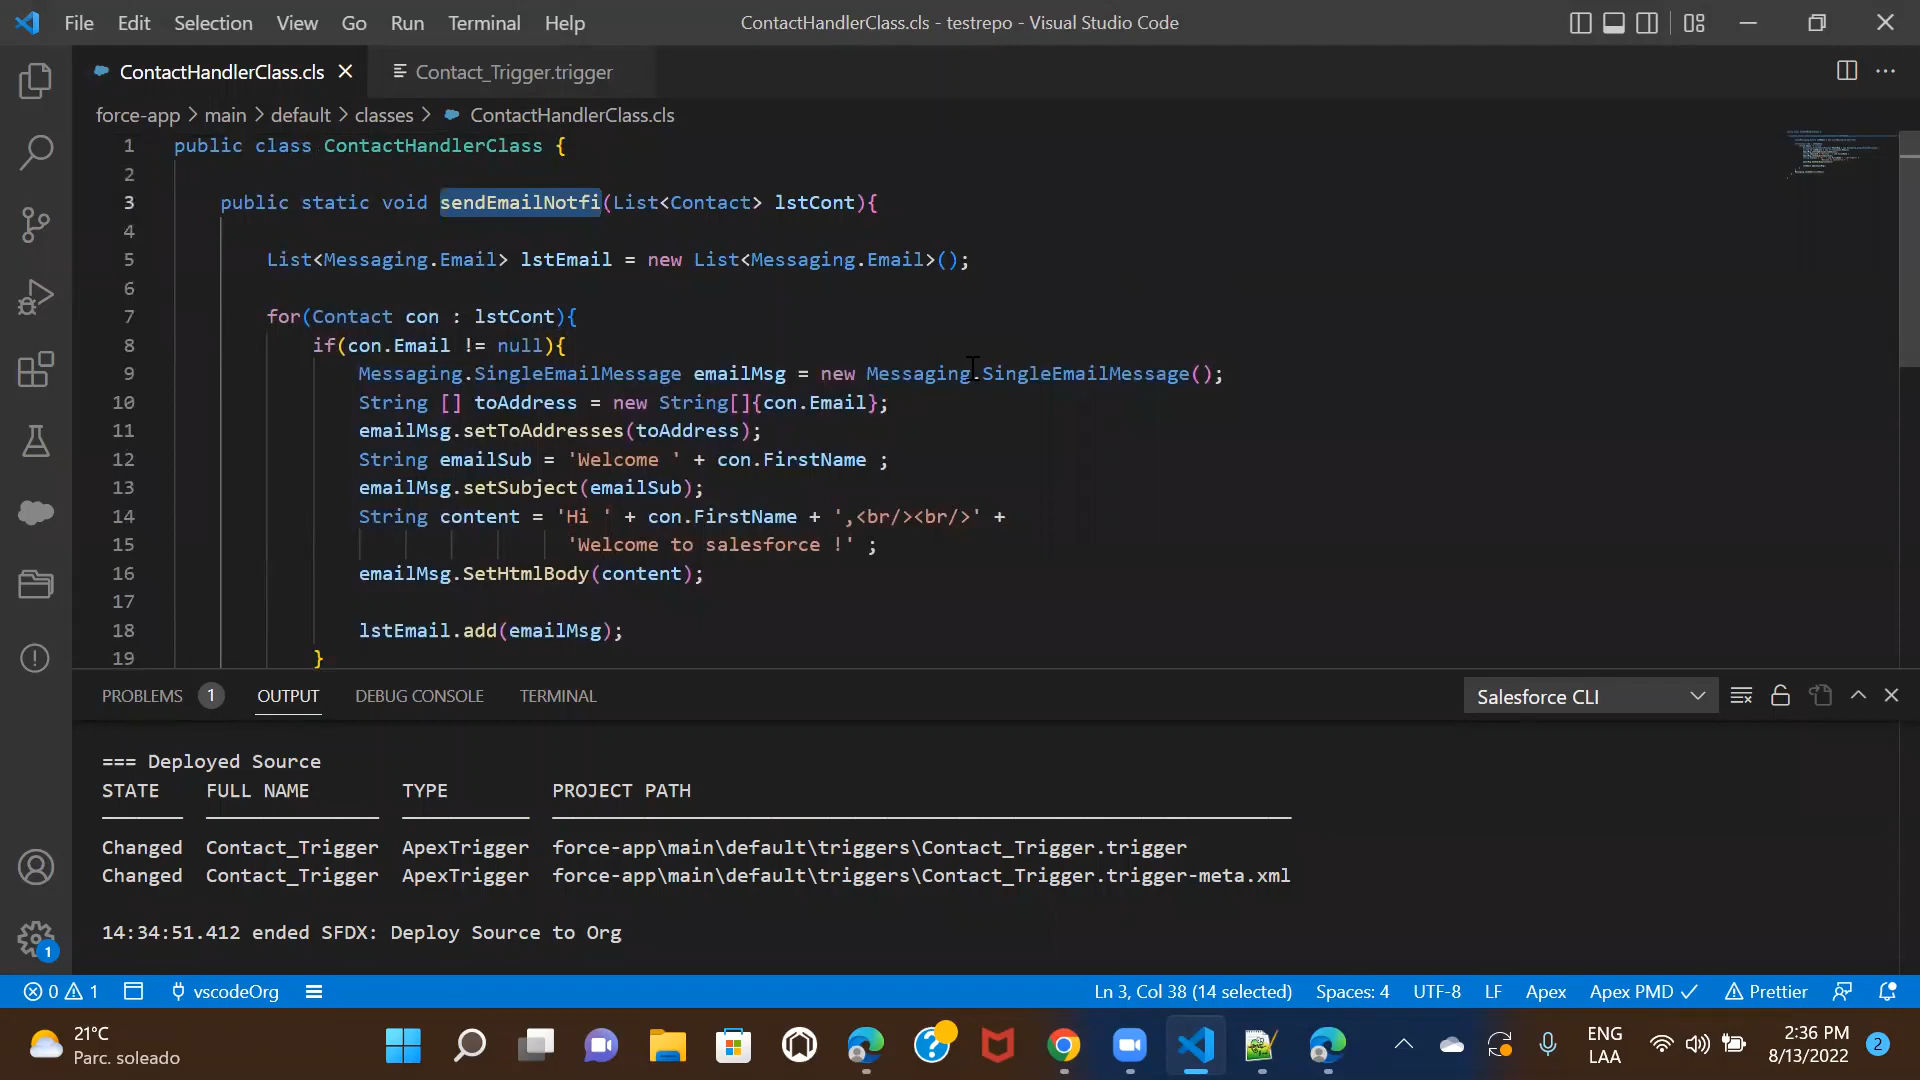 File Edit Selection View Go Run Terminal Help ContactHandlerClass.cls - testrepo - Visual Studio Code
ContactHandlerClass.cls Contact_Trigger.trigger
force-app > main > default > classes > ContactHandlerClass.cls
1 public class ContactHandlerClass {
2
3 public static void sendEmailNotfi(List<Contact> lstCont){
4
5 List<Messaging.Email> lstEmail = new List<Messaging.Email>();
6
7 for(Contact con : lstCont){
8 if(con.Email != null){
9 Messaging.SingleEmailMessage emailMsg = new Messaging.SingleEmailMessage();
10 String [] toAddress = new String[]{con.Email};
11 emailMsg.setToAddresses(toAddress);
12 String emailSub = 'Welcome ' + con.FirstName ;
13 emailMsg.setSubject(emailSub);
14 String content = 'Hi ' + con.FirstName + ',<br/><br/>' +
15 'Welcome to salesforce !' ;
16 emailMsg.SetHtmlBody(content);
17
18 lstEmail.add(emailMsg);
19 }
PROBLEMS 1 OUTPUT DEBUG CONSOLE TERMINAL Salesforce CLI
=== Deployed Source
STATE FULL NAME TYPE PROJECT PATH
Changed Contact_Trigger ApexTrigger force-app\main\default\triggers\Contact_Trigger.trigger
Changed Contact_Trigger ApexTrigger force-app\main\default\triggers\Contact_Trigger.trigger-meta.xml
14:34:51.412 ended SFDX: Deploy Source to Org
1
0 1 vscodeOrg Ln 3, Col 38 (14 selected) Spaces: 4 UTF-8 LF Apex Apex PMD Prettier
21°C ENG 2:36 PM
Parc. soleado LAA 8/13/2022 2